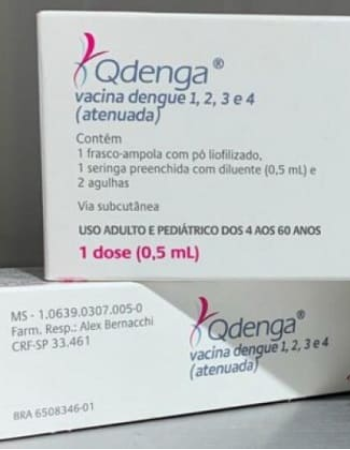 Qdenga®
vacina dengue 1, 2, 3 e 4
(atenuada)
Contém
1 frasco-ampola com pó liofilizado,
1 seringa preenchida com diluente (0,5 mL) e
2 agulhas
Via subcutânea
USO ADULTO E PEDIÁTRICO DOS 4 AOS 60 ANOS
1 dose (0,5 mL)
MS - 1.0639.0307.005-0
Farm. Resp.: Alex Bernacchi
CRF-SP 33.461
BRA 6508346-01
Qdenga®
vacina dengue 1, 2, 3 e 4
(atenuada)